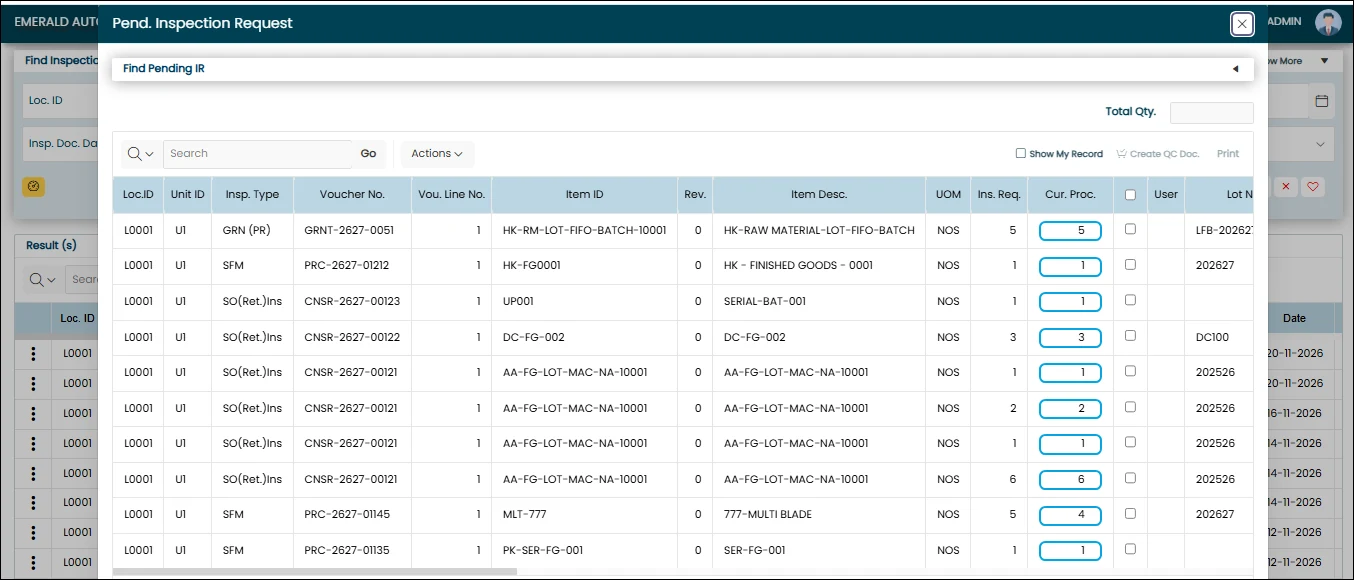 EMERALD AUTO
Pend. Inspection Request
ADMIN
Find Inspectio
Find Pending IR
ow More
Loc. ID
Total Qty.
Insp. Doc. Da
Search
Go
Actions
Show My Record
Create QC Doc.
Print
Loc.ID Unit ID Insp. Type Voucher No. Vou. Line No. Item ID Rev. Item Desc. UOM Ins. Req. Cur. Proc. User Lot N
L0001 U1 GRN (PR) GRNT-2627-0051 1 HK-RM-LOT-FIFO-BATCH-10001 0 HK-RAW MATERIAL-LOT-FIFO-BATCH NOS 5 5 LFB-202627
L0001 U1 SFM PRC-2627-01212 1 HK-FG0001 0 HK - FINISHED GOODS - 0001 NOS 1 1 202627
L0001 U1 SO(Ret.)Ins CNSR-2627-00123 1 UP001 0 SERIAL-BAT-001 NOS 1 1
L0001 U1 SO(Ret.)Ins CNSR-2627-00122 1 DC-FG-002 0 DC-FG-002 NOS 3 3 DC100
L0001 U1 SO(Ret.)Ins CNSR-2627-00121 1 AA-FG-LOT-MAC-NA-10001 0 AA-FG-LOT-MAC-NA-10001 NOS 1 1 202526
L0001 U1 SO(Ret.)Ins CNSR-2627-00121 1 AA-FG-LOT-MAC-NA-10001 0 AA-FG-LOT-MAC-NA-10001 NOS 2 2 202526
L0001 U1 SO(Ret.)Ins CNSR-2627-00121 1 AA-FG-LOT-MAC-NA-10001 0 AA-FG-LOT-MAC-NA-10001 NOS 1 1 202526
L0001 U1 SO(Ret.)Ins CNSR-2627-00121 1 AA-FG-LOT-MAC-NA-10001 0 AA-FG-LOT-MAC-NA-10001 NOS 6 6 202526
L0001 U1 SFM PRC-2627-01145 1 MLT-777 0 777-MULTI BLADE NOS 5 4 202627
L0001 U1 SFM PRC-2627-01135 1 PK-SER-FG-001 0 SER-FG-001 NOS 1 1
Result (s)
Sear
Loc. ID Date
L0001 20-11-2026
L0001 20-11-2026
L0001 16-11-2026
L0001 14-11-2026
L0001 14-11-2026
L0001 14-11-2026
L0001 12-11-2026
L0001 12-11-2026